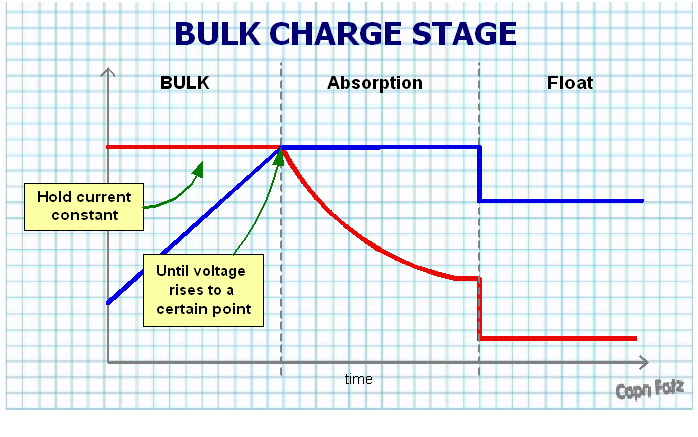 BULK CHARGE STAGE
BULK
Absorption
Float
Hold current
constant
Until voltage
rises to a
certain point
time
Capn Fatz